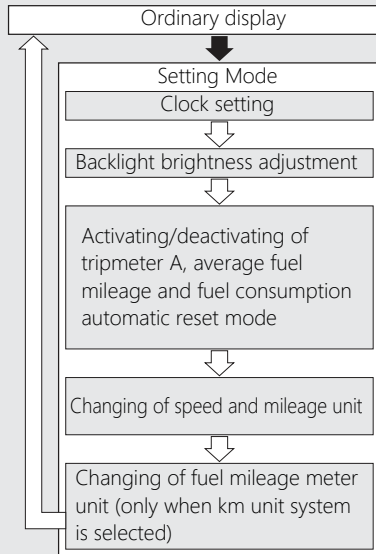 Ordinary display
Setting Mode
Clock setting
Backlight brightness adjustment
Activating/deactivating of
tripmeter A, average fuel
mileage and fuel consumption
automatic reset mode
Changing of speed and mileage unit
Changing of fuel mileage meter
unit (only when km unit system
is selected)